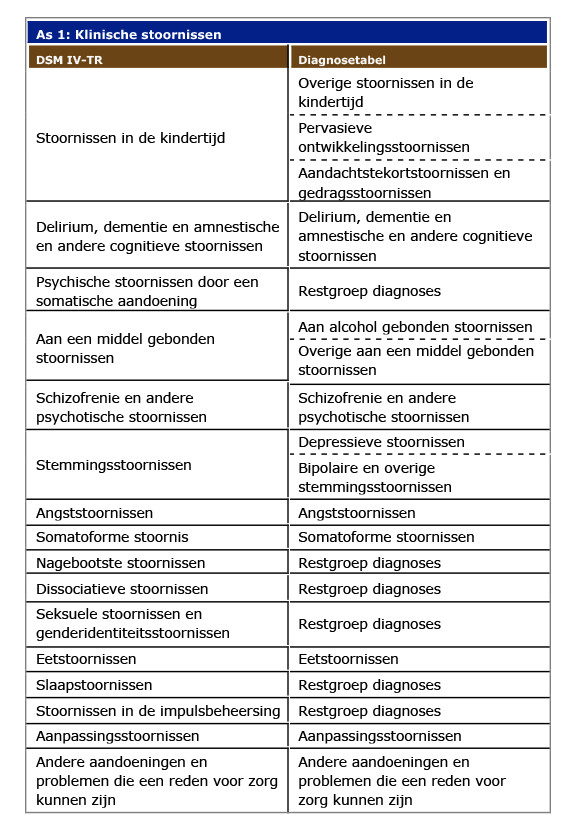 As 1: Klinische stoornissen
DSM IV-TR Diagnosetabel
Stoornissen in de kindertijd
Overige stoornissen in de
kindertijd
Pervasieve
ontwikkelingsstoornissen
Aandachtstekortstoornissen en
gedragsstoornissen
Delirium, dementie en amnestische
en andere cognitieve stoornissen
Delirium, dementie en
amnestische en andere cognitieve
stoornissen
Psychische stoornissen door een
somatische aandoening
Restgroep diagnoses
Aan een middel gebonden
stoornissen
Aan alcohol gebonden stoornissen
Overige aan een middel gebonden
stoornissen
Schizofrenie en andere
psychotische stoornissen
Schizofrenie en andere
psychotische stoornissen
Stemmingsstoornissen
Depressieve stoornissen
Bipolaire en overige
stemmingsstoornissen
Angststoornissen Angststoornissen
Somatoforme stoornis Somatoforme stoornissen
Nagebootste stoornissen Restgroep diagnoses
Dissociatieve stoornissen Restgroep diagnoses
Seksuele stoornissen en
genderidentiteitsstoornissen
Restgroep diagnoses
Eetstoornissen Eetstoornissen
Slaapstoornissen Restgroep diagnoses
Stoornissen in de impulsbeheersing Restgroep diagnoses
Aanpassingsstoornissen Aanpassingsstoornissen
Andere aandoeningen en
problemen die een reden voor zorg
kunnen zijn
Andere aandoeningen en
problemen die een reden voor
zorg kunnen zijn